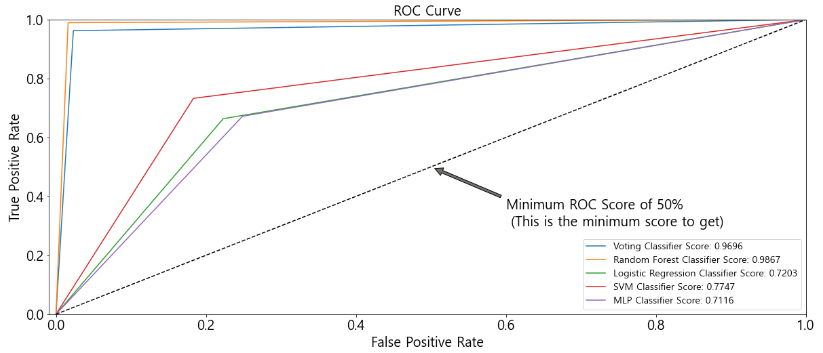 ROC Curve
1.0
0.8
0.6
0.4
0.2
0.0
True Positive Rate
Minimum ROC Score of 50%
(This is the minimum score to get)
Voting Classifier Score: 0.9696
Random Forest Classifier Score: 0.9867
Logistic Regression Classifier Score: 0.7203
SVM Classifier Score: 0.7747
MLP Classifier Score: 0.7116
0.0 0.2 0.4 0.6 0.8 1.0
False Positive Rate